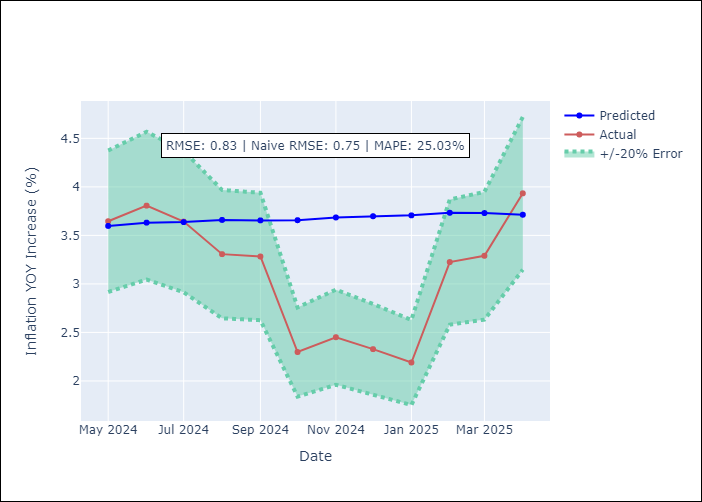 RMSE: 0.83 | Naive RMSE: 0.75 | MAPE: 25.03%
Predicted
Actual
+/-20% Error
Inflation YOY Increase (%)
4.5
4
3.5
3
2.5
2
May 2024
Jul 2024
Sep 2024
Nov 2024
Jan 2025
Mar 2025
Date